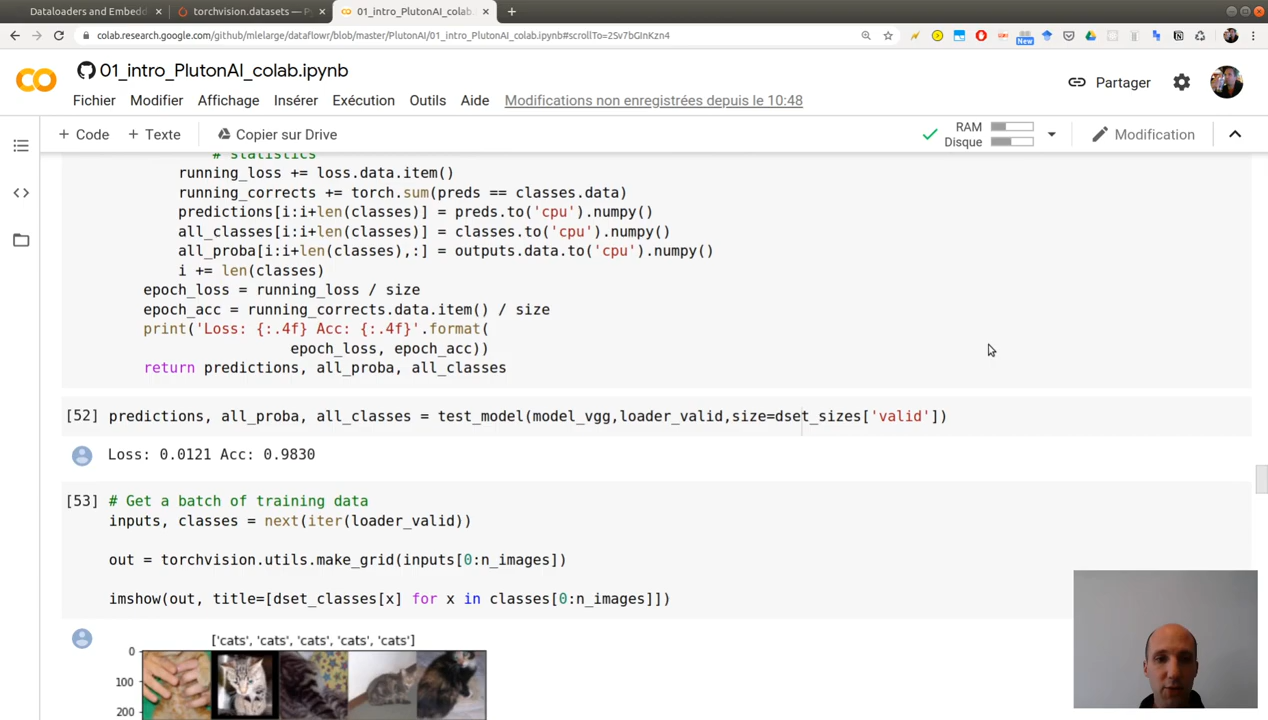 Dataloaders and Embedd
torchvision.datasets — P
01_intro_PlutonAI_colab.i
colab.research.google.com/github/mlelarge/dataflowr/blob/master/PlutonAI/01_intro_PlutonAI_colab.ipynb#scrollTo=2Sv7bGInKzn4
New
CO
01_intro_PlutonAI_colab.ipynb
Partager
Fichier Modifier Affichage Insérer Exécution Outils Aide Modifications non enregistrées depuis le 10:48
+ Code + Texte Copier sur Drive
RAM
Disque
Modification
# statistics
running_loss += loss.data.item()
running_corrects += torch.sum(preds == classes.data)
predictions[i:i+len(classes)] = preds.to('cpu').numpy()
all_classes[i:i+len(classes)] = classes.to('cpu').numpy()
all_proba[i:i+len(classes),:] = outputs.data.to('cpu').numpy()
i += len(classes)
epoch_loss = running_loss / size
epoch_acc = running_corrects.data.item() / size
print('Loss: {:.4f} Acc: {:.4f}'.format(
epoch_loss, epoch_acc))
return predictions, all_proba, all_classes
[52] predictions, all_proba, all_classes = test_model(model_vgg,loader_valid,size=dset_sizes['valid'])
Loss: 0.0121 Acc: 0.9830
[53] # Get a batch of training data
inputs, classes = next(iter(loader_valid))
out = torchvision.utils.make_grid(inputs[0:n_images])
imshow(out, title=[dset_classes[x] for x in classes[0:n_images]])
['cats', 'cats', 'cats', 'cats', 'cats']
0
100
200